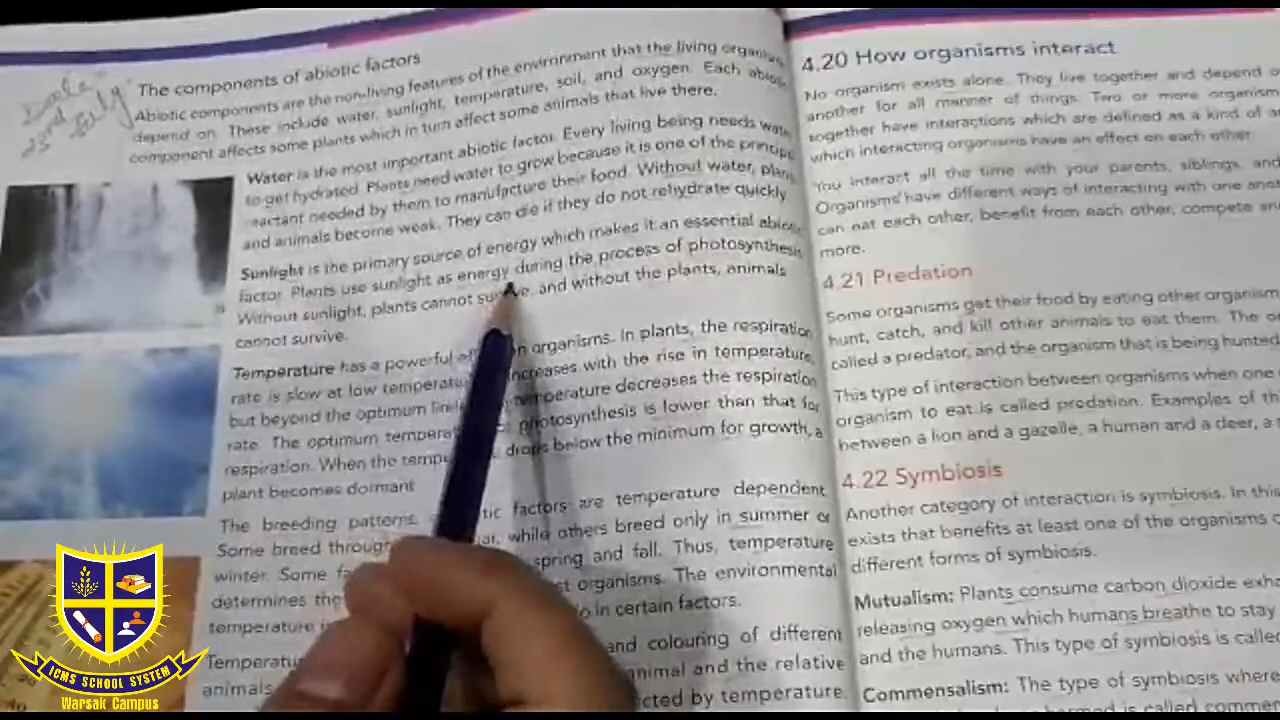 Date
23rd July
The components of abiotic factors
Abiotic components are the non-living features of the environment that the living organisms
depend on. These include water, sunlight, temperature, soil, and oxygen. Each abiotic
component affects some plants which in turn affect some animals that live there.
Water is the most important abiotic factor. Every living being needs water
to get hydrated. Plants need water to grow because it is one of the principle
reactant needed by them to manufacture their food. Without water, plants
and animals become weak. They can die if they do not rehydrate quickly.
Sunlight is the primary source of energy which makes it an essential abiotic
factor. Plants use sunlight as energy during the process of photosynthesis
Without sunlight, plants cannot survive, and without the plants, animals
cannot survive.
Temperature has a powerful on organisms. In plants, the respiration
rate is slow at low temperatu increases with the rise in temperature,
but beyond the optimum temperature decreases the respiration
rate. The optimum temperat photosynthesis is lower than that for
respiration. When the tempe drops below the minimum for growth, a
plant becomes dormant
The breeding patterns tic factors are temperature dependent
Some breed throug while others breed only in summer or
winter. Some fa spring and fall. Thus, temperature
determines the organisms. The environmental
temperature in certain factors.
Temperatu and colouring of different
animals nimal and the relative
cted by temperature.
4.20 How organisms interact
No organism exists alone. They live together and depend o
another for all manner of things. Two or more organism
together have interactions which are defined as a kind of a
which interacting organisms have an effect on each other.
You interact all the time with your parents, siblings, and
Organisms have different ways of interacting with one anot
can eat each other, benefit from each other, compete an
more.
4.21 Predation
Some organisms get their food by eating other organism
hunt, catch, and kill other animals to eat them. The o
called a predator, and the organism that is being hunted
This type of interaction between organisms when one
organism to eat is called predation. Examples of th
between a lion and a gazelle, a human and a deer, a
4.22 Symbiosis
Another category of interaction is symbiosis. In this
exists that benefits at least one of the organisms
different forms of symbiosis.
Mutualism: Plants consume carbon dioxide exha
releasing oxygen which humans breathe to stay
and the humans. This type of symbiosis is called
Commensalism: The type of symbiosis where
is called commen
ICMS SCHOOL SYSTEM
Warsak Campus